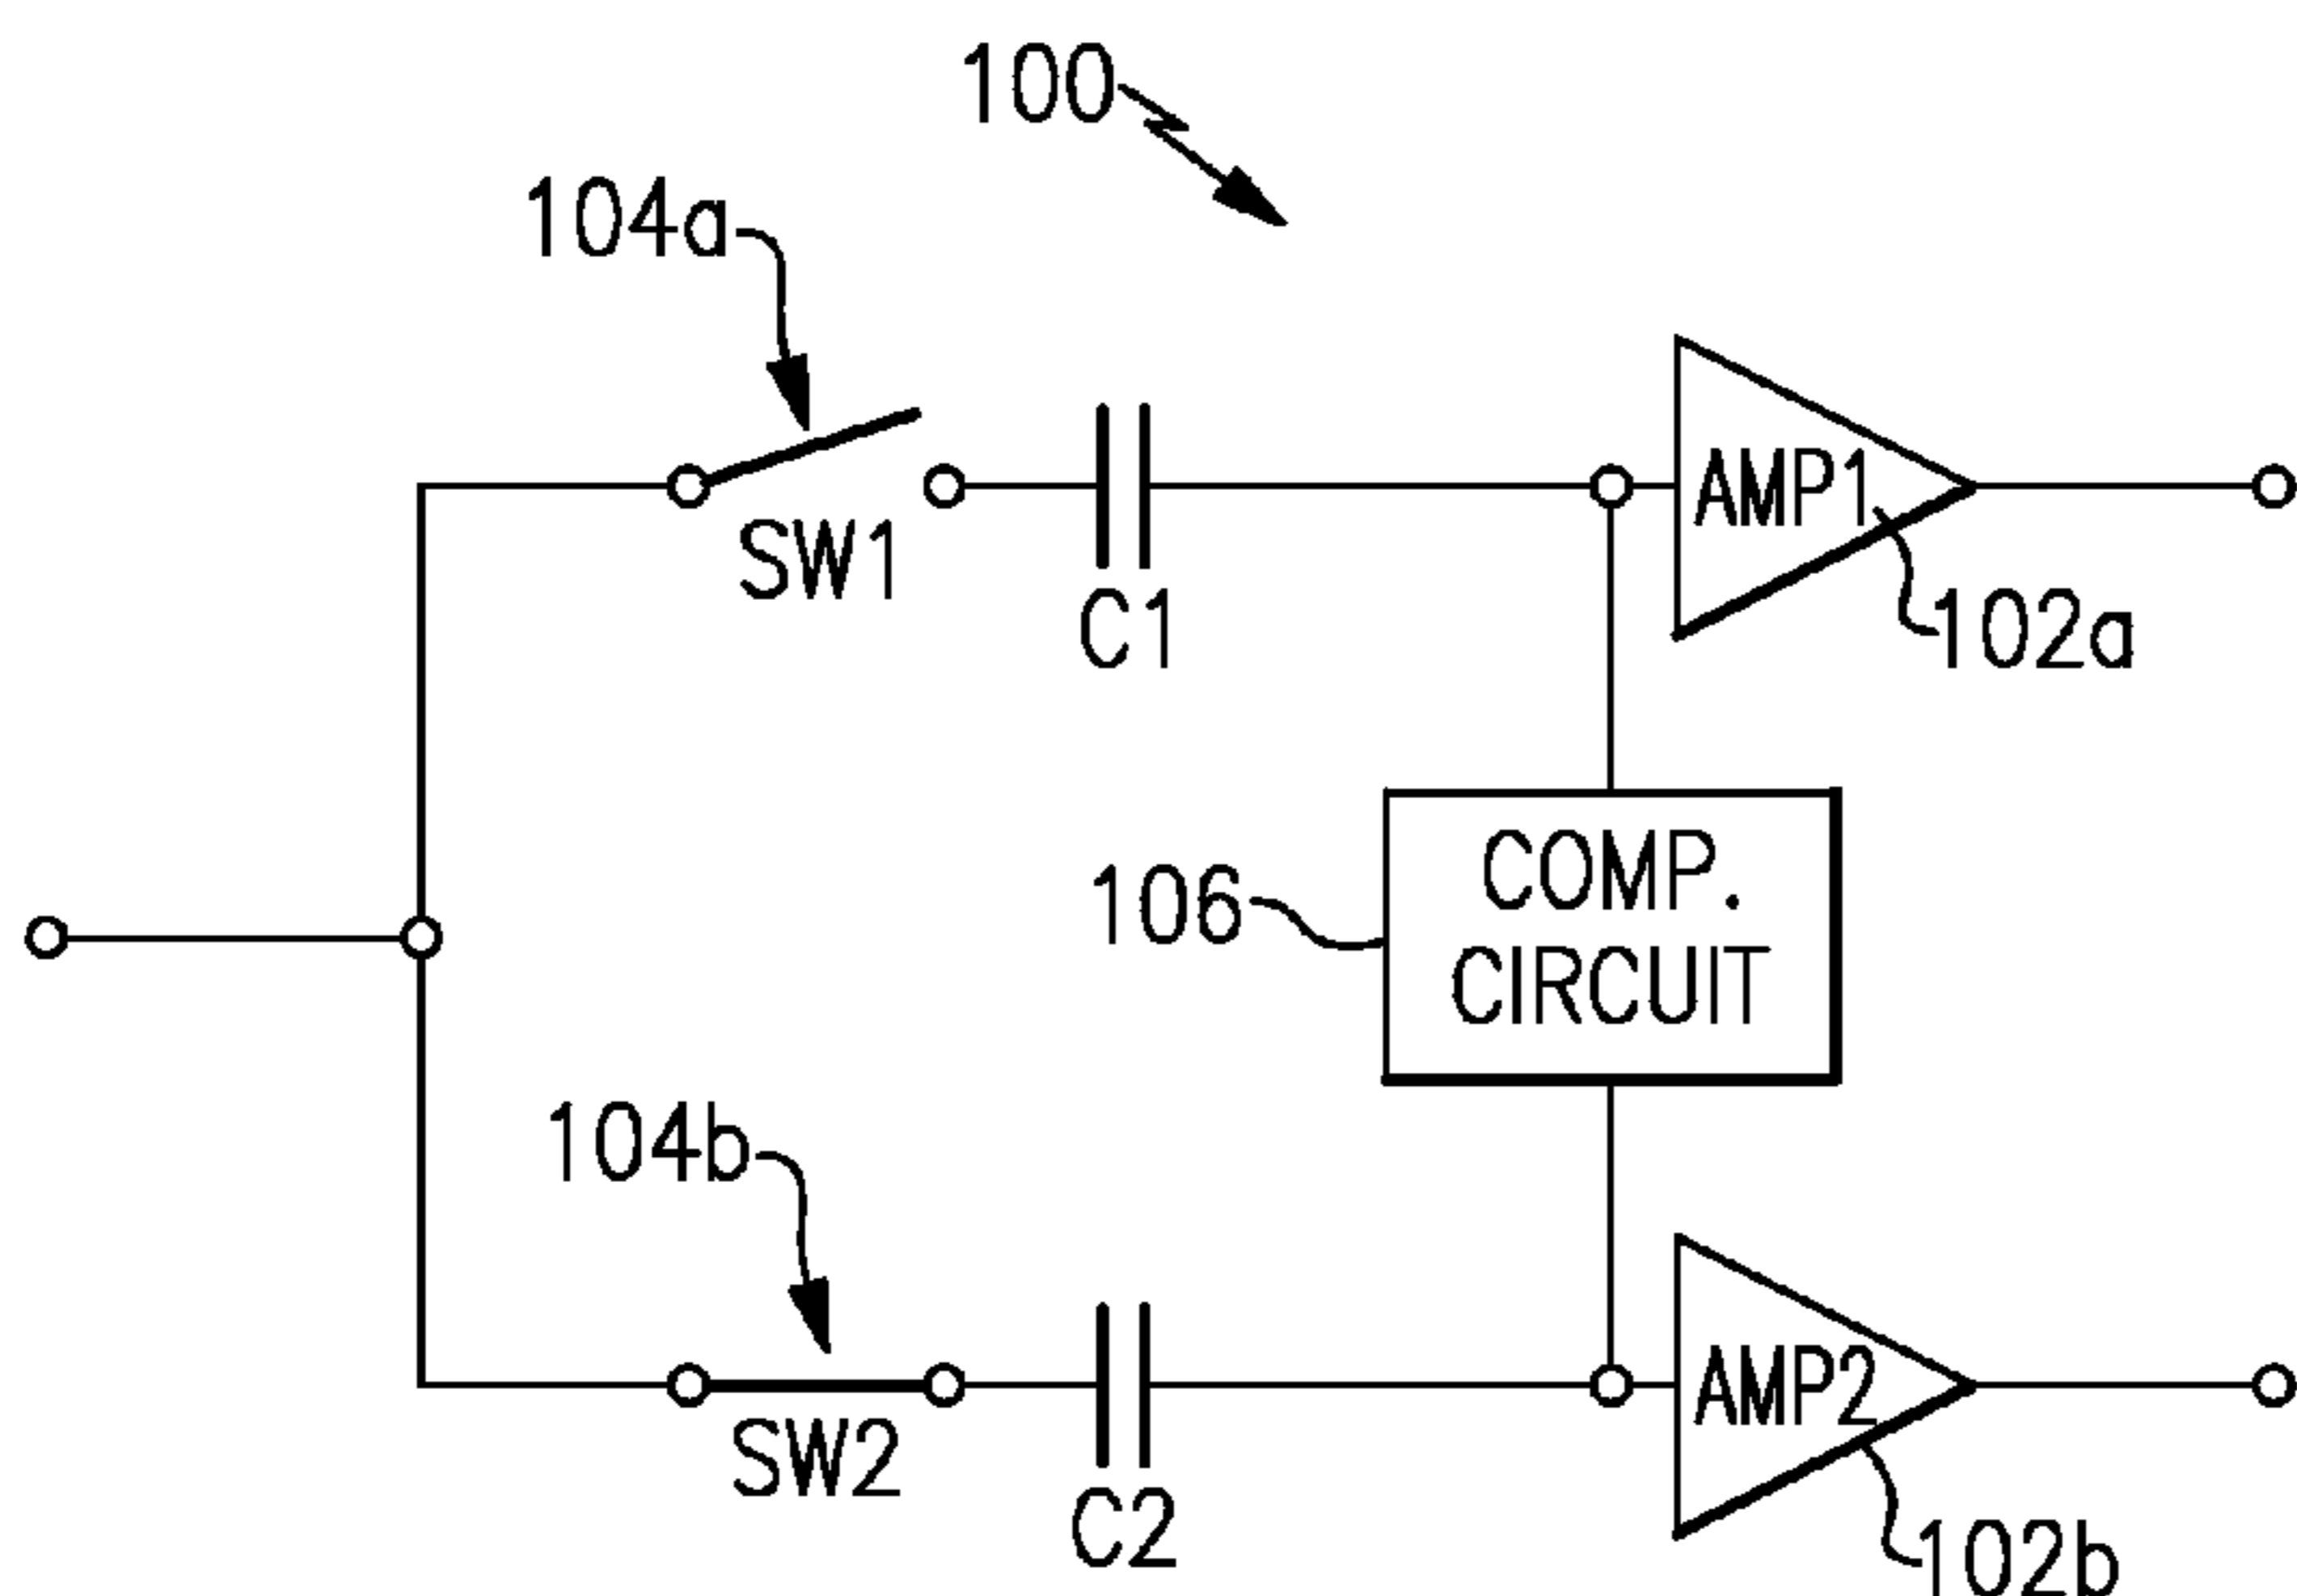 100
104a
SW1
C1
AMP1
102a
106
COMP.
CIRCUIT
104b
SW2
C2
AMP2
102b